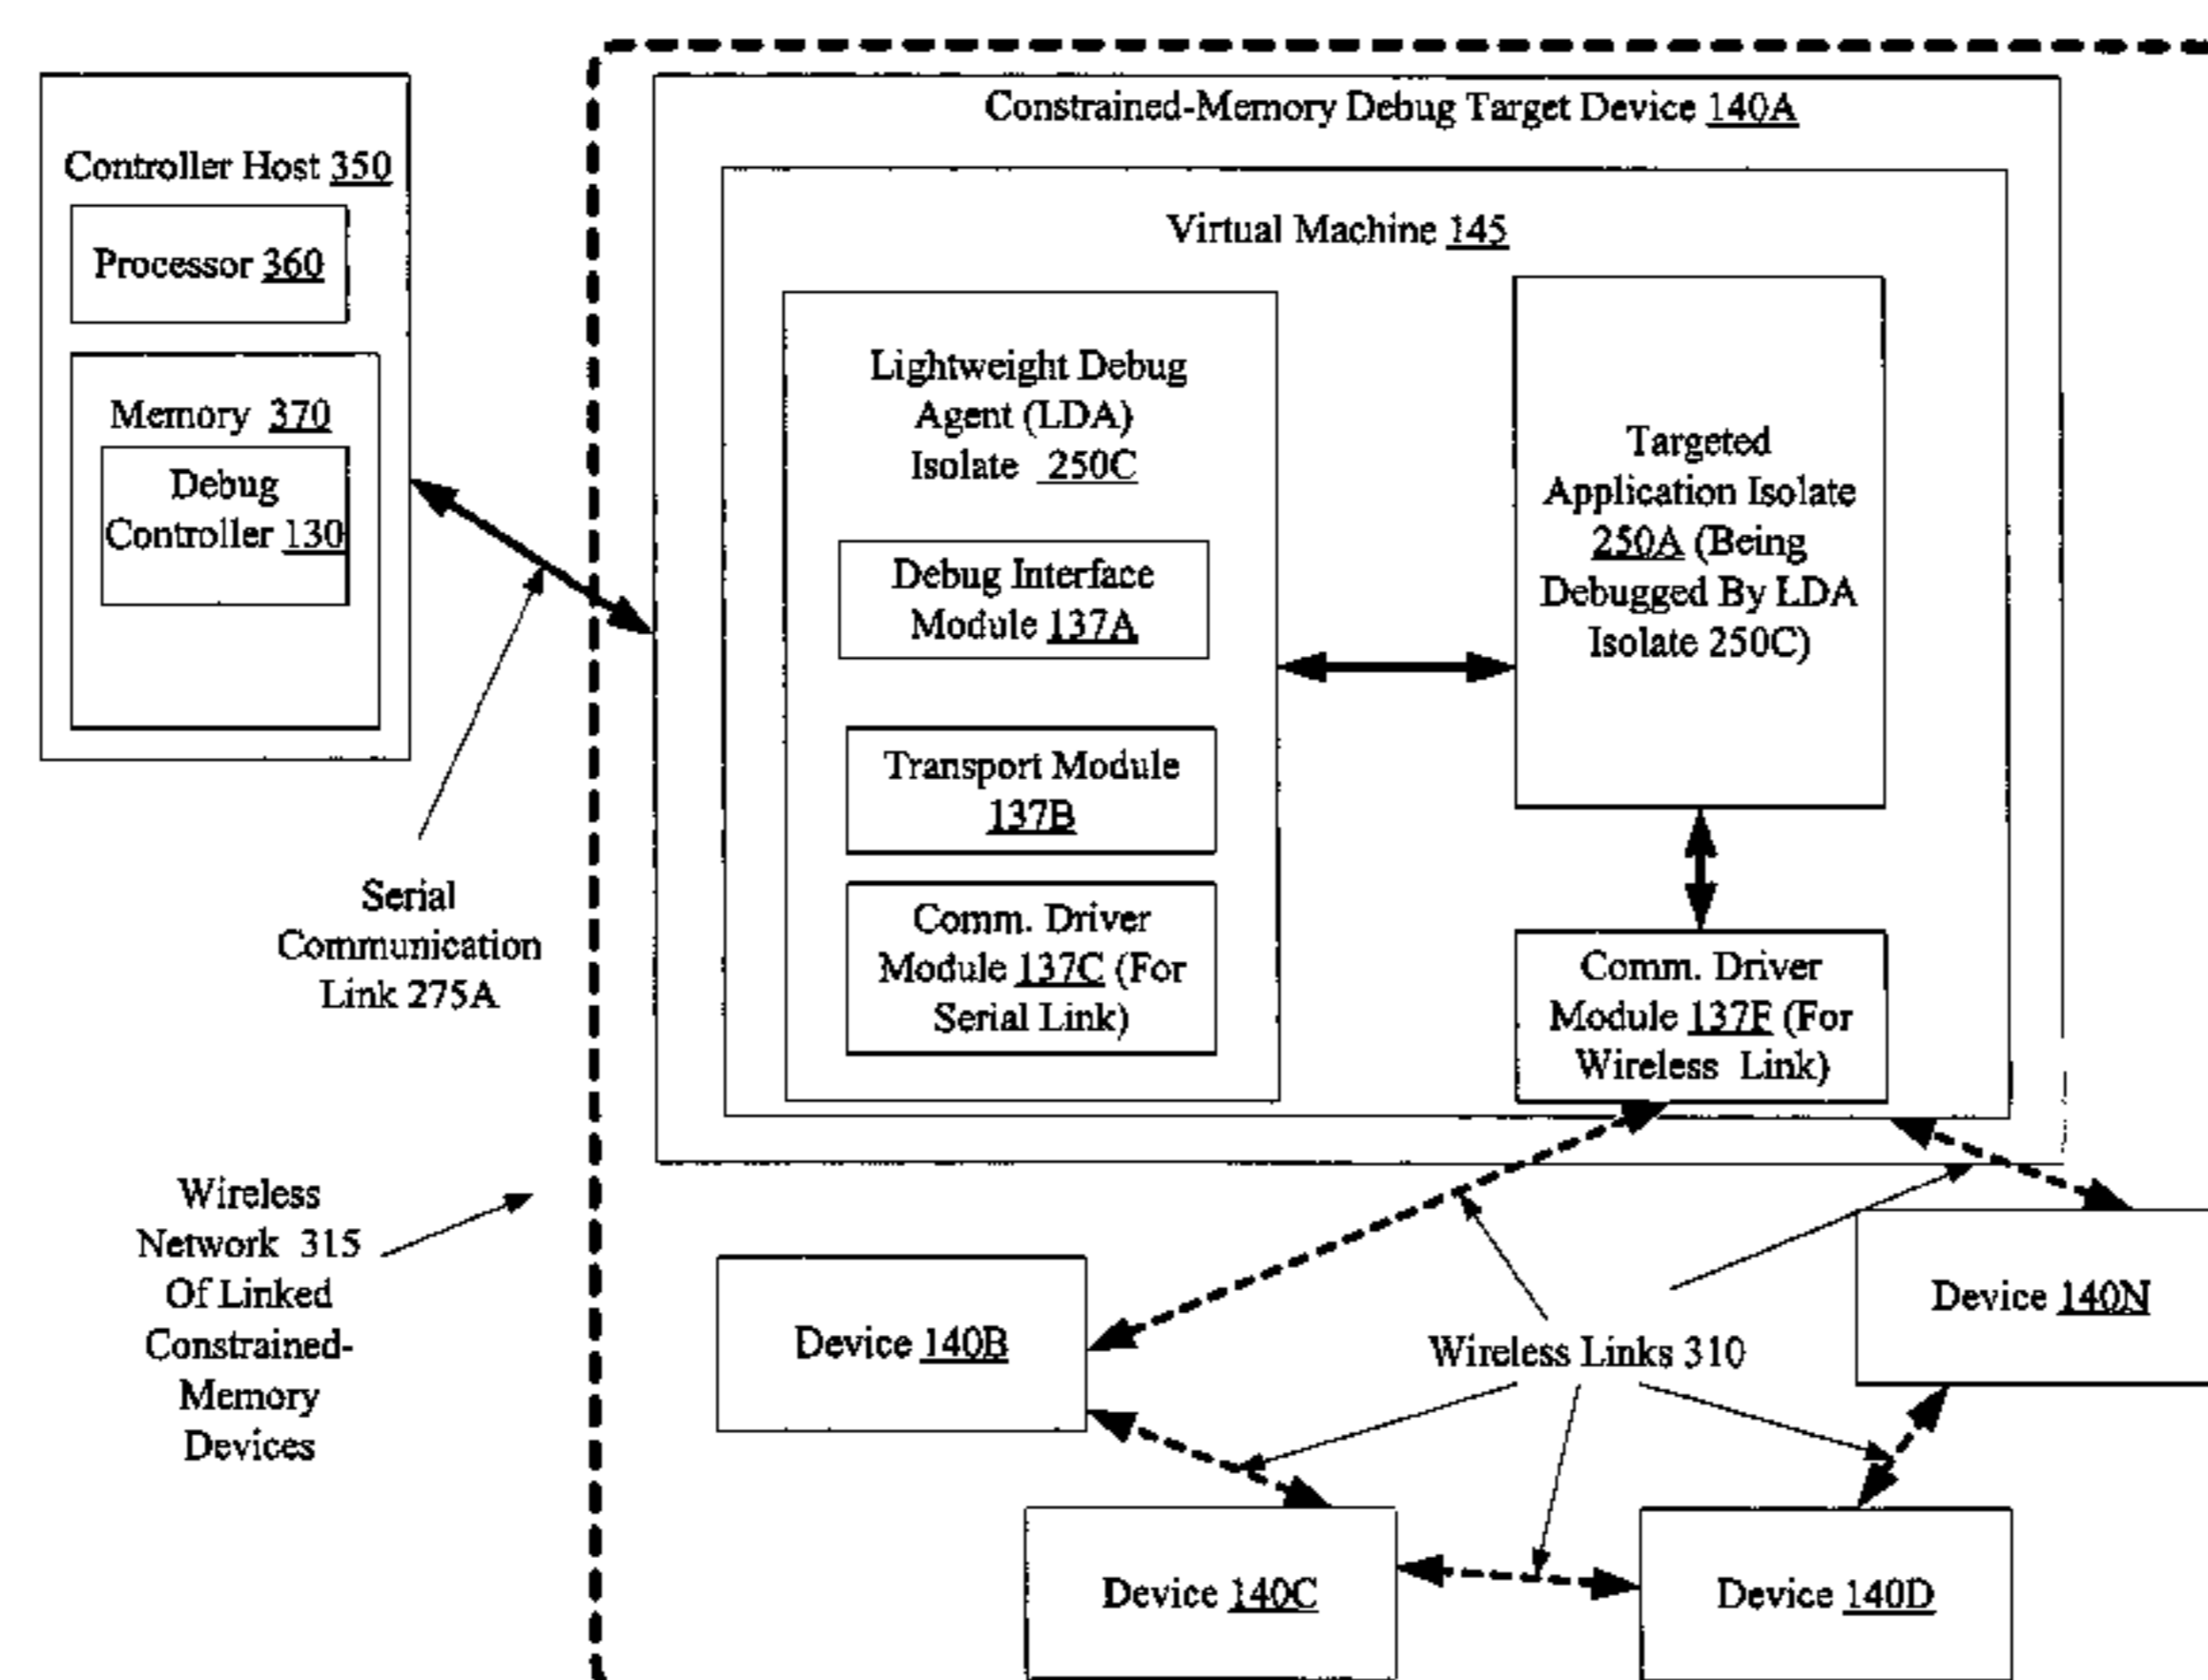 Constrained-Memory Debug Target Device 140A
Controller Host 350
Processor 360
Memory 370
Debug
Controller 130
Virtual Machine 145
Lightweight Debug
Agent (LDA)
Isolate 250C
Debug Interface
Module 137A
Transport Module
137B
Comm. Driver
Module 137C (For
Serial Link)
Targeted
Application Isolate
250A (Being
Debugged By LDA
Isolate 250C)
Comm. Driver
Module 137F (For
Wireless Link)
Serial
Communication
Link 275A
Wireless
Network 315
Of Linked
Constrained-
Memory
Devices
Device 140B
Wireless Links 310
Device 140N
Device 140C
Device 140D